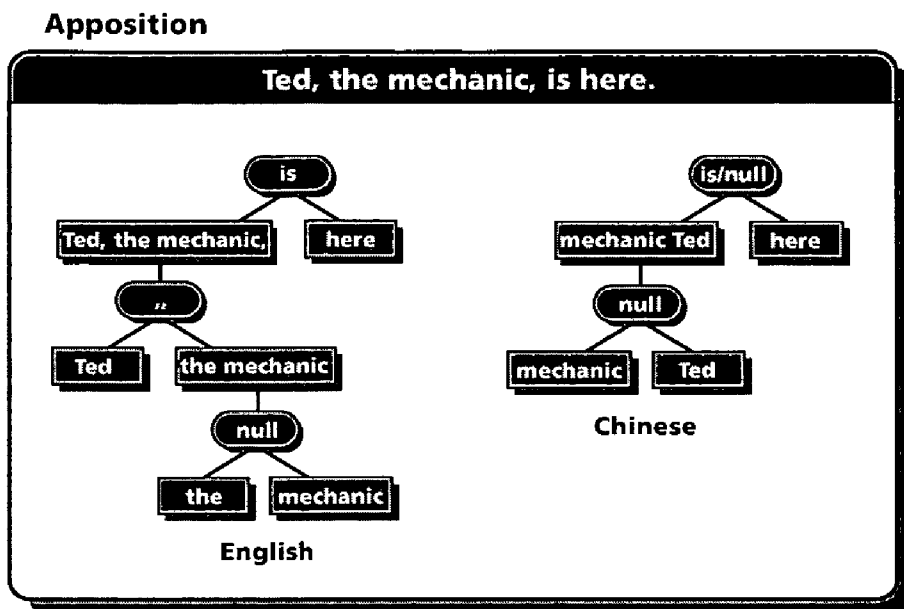 Apposition
Ted, the mechanic, is here.
is
Ted, the mechanic,
here
,,
Ted
the mechanic
null
the
mechanic
English
is/null
mechanic Ted
here
null
mechanic
Ted
Chinese